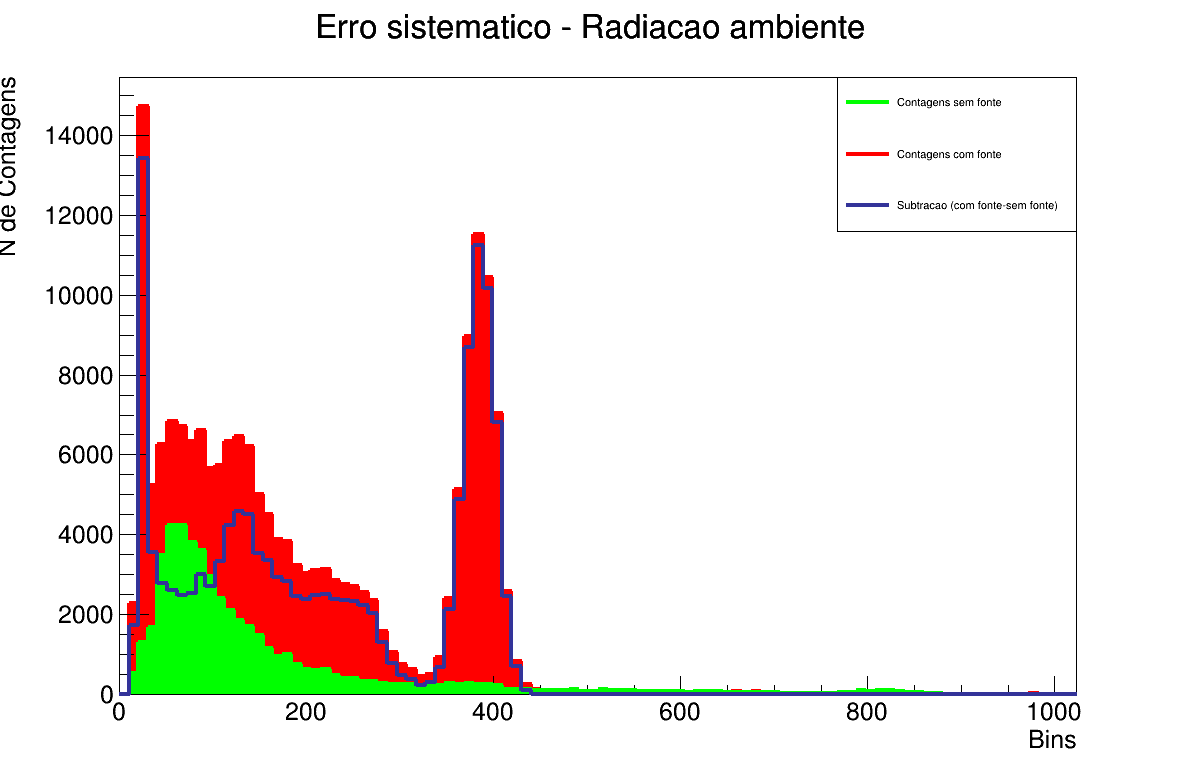 Erro sistematico - Radiacao ambiente
N de Contagens
Contagens sem fonte
Contagens com fonte
Subtracao (com fonte-sem fonte)
14000
12000
10000
8000
6000
4000
2000
0
0 200 400 600 800 1000
Bins